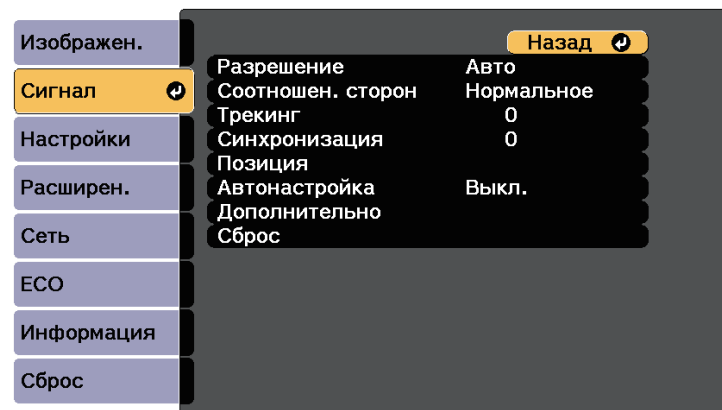 Изображен.
Сигнал
Настройки
Расширен.
Сеть
ECO
Информация
Сброс
Назад
Разрешение Авто
Соотношен. сторон Нормальное
Трекинг 0
Синхронизация 0
Позиция
Автонастройка Выкл.
Дополнительно
Сброс